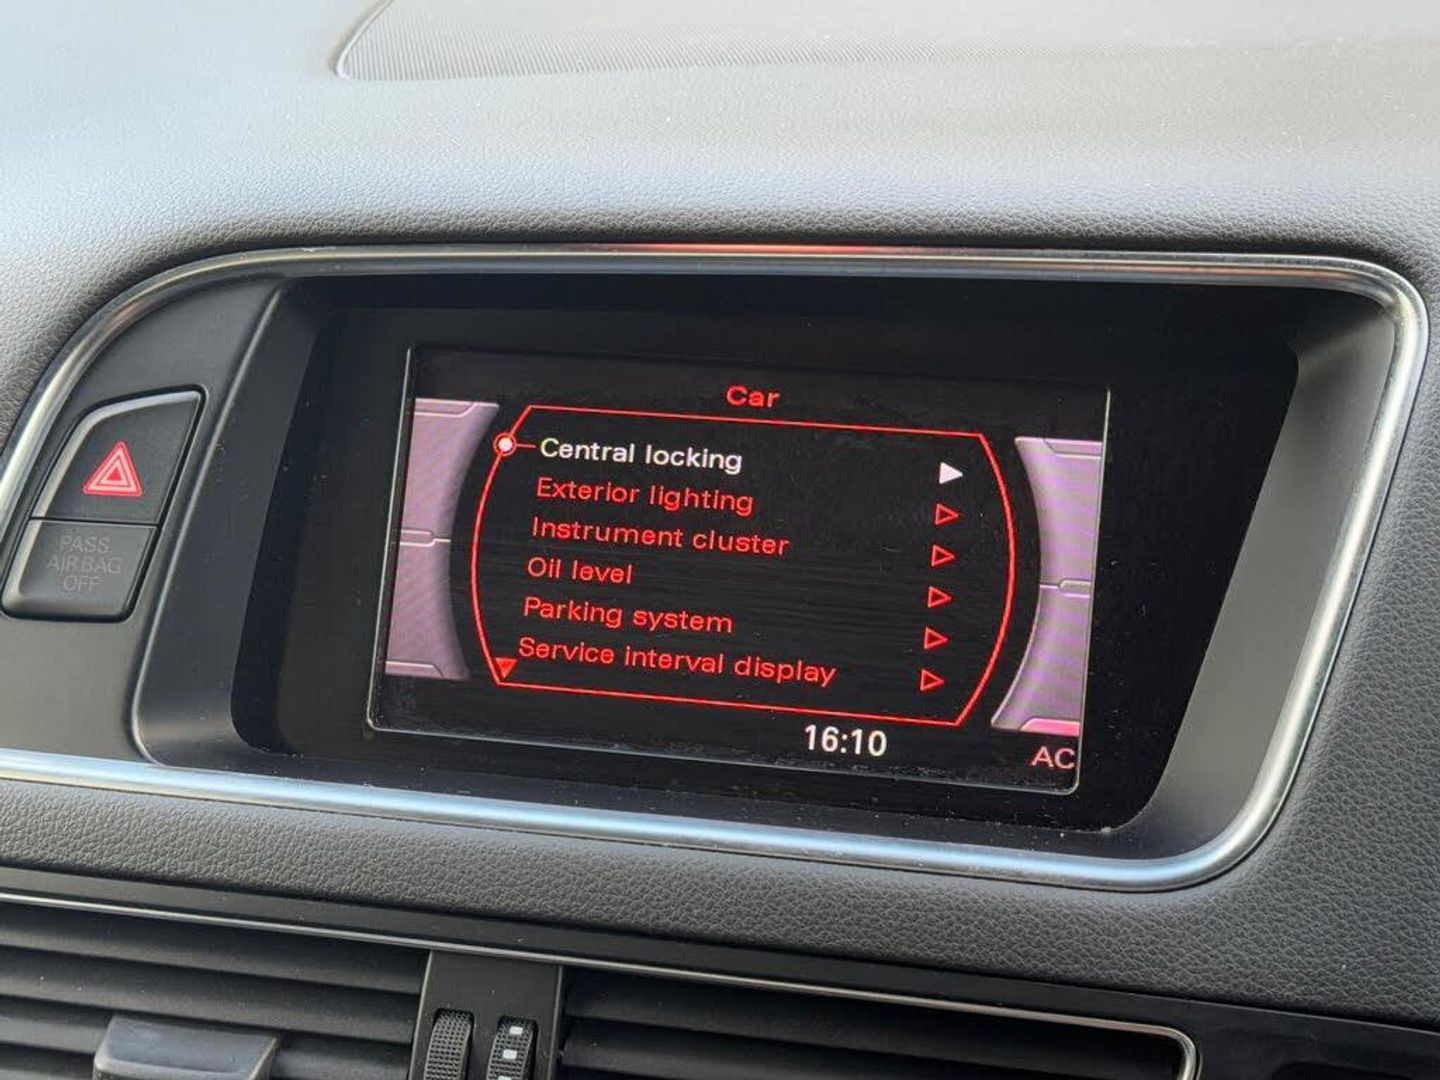 Car
Central locking
Exterior lighting
Instrument cluster
Oil level
Parking system
Service interval display
16:10
AC
PASS.
AIR BAG
OFF